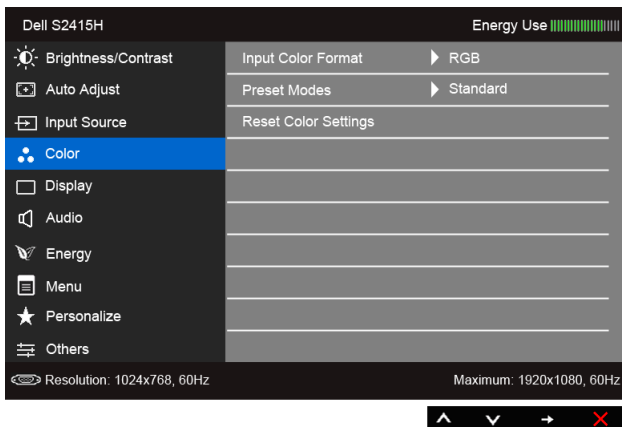 Dell S2415H Energy Use
Brightness/Contrast Input Color Format RGB
Auto Adjust Preset Modes Standard
Input Source Reset Color Settings
Color
Display
Audio
Energy
Menu
Personalize
Others
Resolution: 1024x768, 60Hz Maximum: 1920x1080, 60Hz